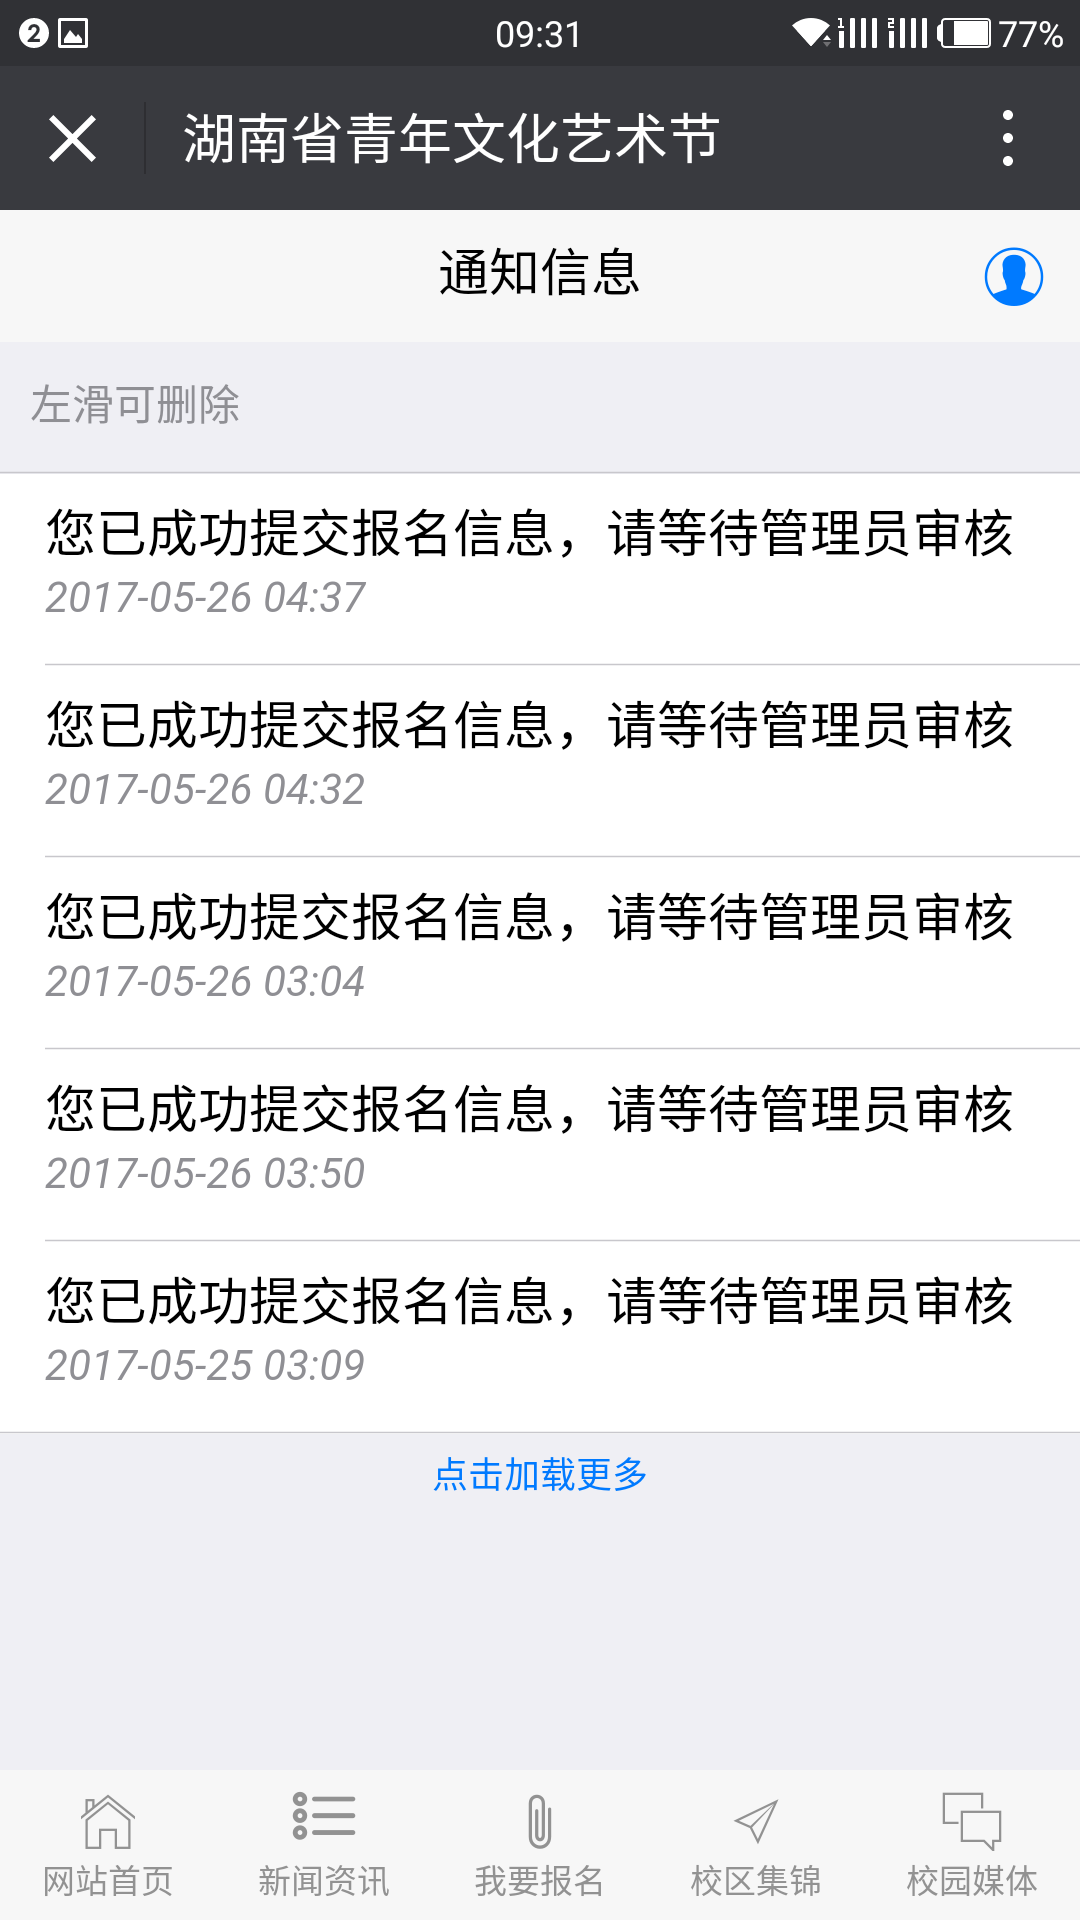 2 09:31 1 2 77%
湖南省青年文化艺术节
通知信息
左滑可删除
您已成功提交报名信息，请等待管理员审核
2017-05-26 04:37
您已成功提交报名信息，请等待管理员审核
2017-05-26 04:32
您已成功提交报名信息，请等待管理员审核
2017-05-26 03:04
您已成功提交报名信息，请等待管理员审核
2017-05-26 03:50
您已成功提交报名信息，请等待管理员审核
2017-05-25 03:09
点击加载更多
网站首页 新闻资讯 我要报名 校区集锦 校园媒体